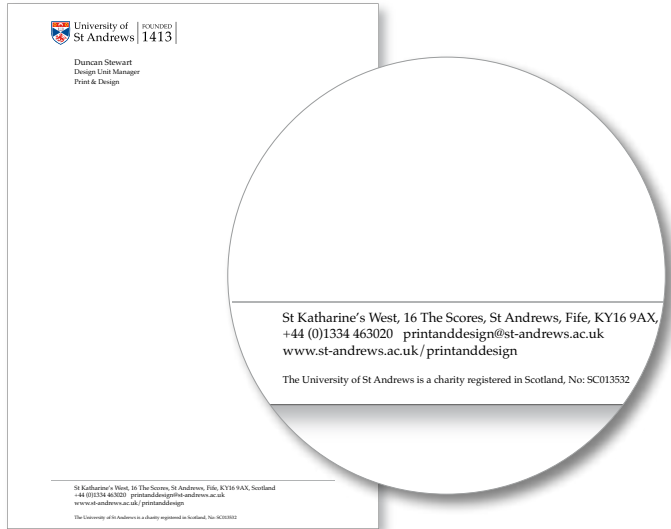 University of
St Andrews
FOUNDED
1413
Duncan Stewart
Design Unit Manager
Print & Design
St Katharine's West, 16 The Scores, St Andrews, Fife, KY16 9AX,
+44 (0)1334 463020 printanddesign@st-andrews.ac.uk
www.st-andrews.ac.uk/printanddesign
The University of St Andrews is a charity registered in Scotland, No: SC013532
St Katharine's West, 16 The Scores, St Andrews, Fife, KY16 9AX, Scotland
+44 (0)1334 463020 printanddesign@st-andrews.ac.uk
www.st-andrews.ac.uk/printanddesign
The University of St Andrews is a charity registered in Scotland, No: SC013532